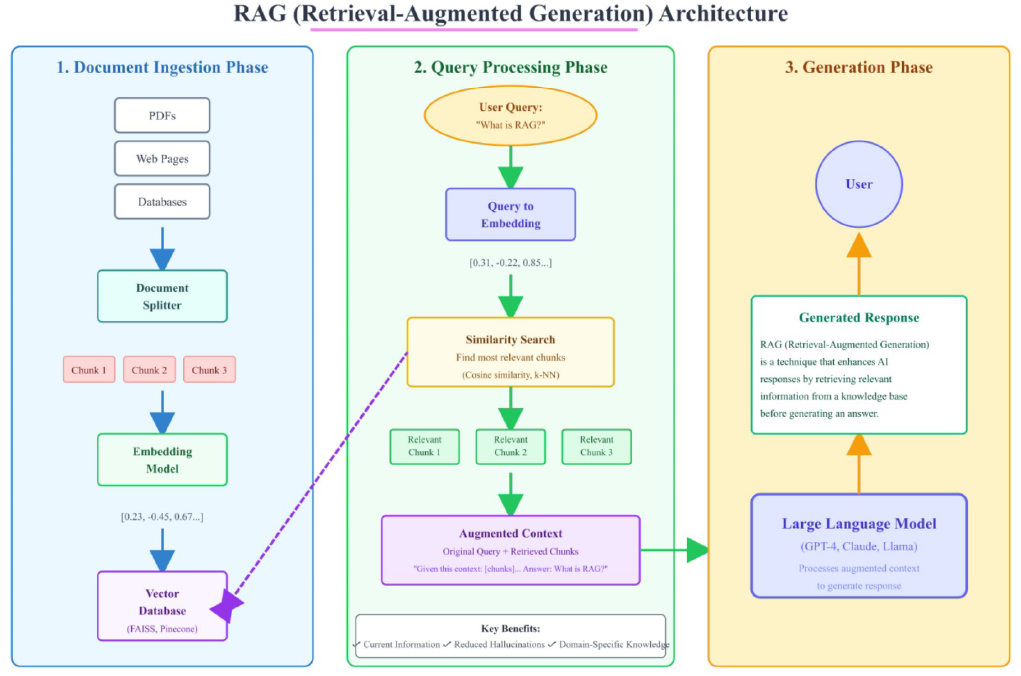 RAG (Retrieval-Augmented Generation) Architecture
1. Document Ingestion Phase
PDFs
Web Pages
Databases
Document
Splitter
Chunk 1
Chunk 2
Chunk 3
Embedding
Model
[0.23, -0.45, 0.67...]
Vector
Database
(FAISS, Pinecone)
2. Query Processing Phase
User Query:
"What is RAG?"
Query to
Embedding
[0.31, -0.22, 0.85...]
Similarity Search
Find most relevant chunks
(Cosine similarity, k-NN)
Relevant
Chunk 1
Relevant
Chunk 2
Relevant
Chunk 3
Augmented Context
Original Query + Retrieved Chunks
"Given this context: [chunks]... Answer: What is RAG?"
Key Benefits:
✓ Current Information ✓ Reduced Hallucinations ✓ Domain-Specific Knowledge
3. Generation Phase
User
Generated Response
RAG (Retrieval-Augmented Generation)
is a technique that enhances AI
responses by retrieving relevant
information from a knowledge base
before generating an answer.
Large Language Model
(GPT-4, Claude, Llama)
Processes augmented context
to generate response